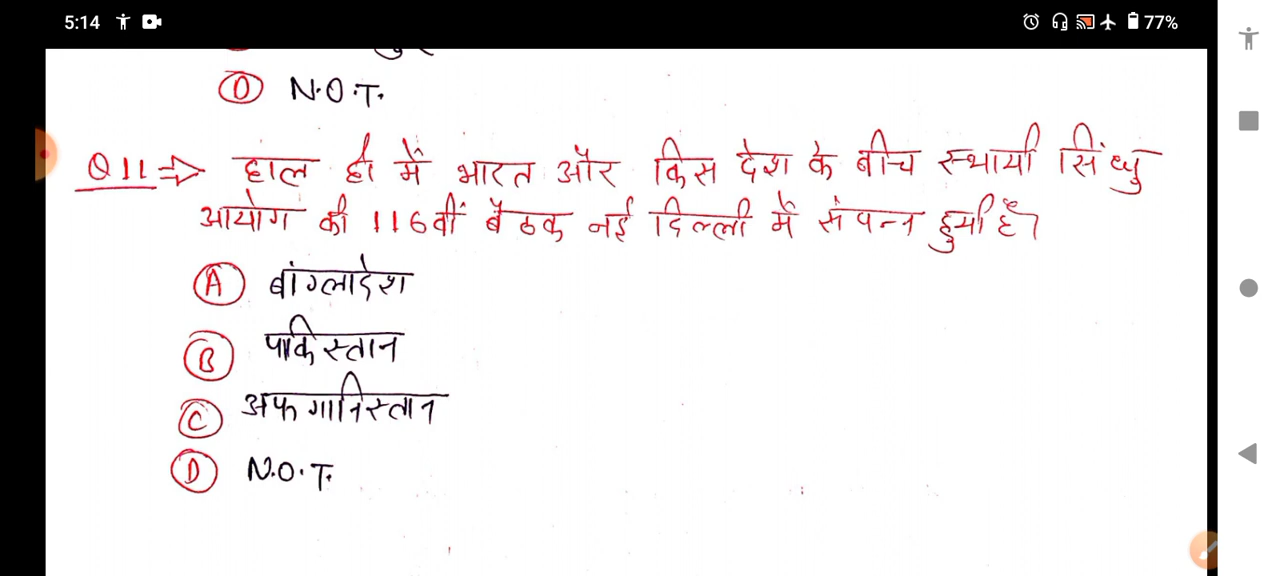 5:14
77%
D N.O.T.
Q11⇒ हाल ही में भारत और किस देश के बीच स्थायी सिंधु
आयोग की 116वीं बैठक नई दिल्ली में संपन्न हुयी है।
A बांग्लादेश
B पाकिस्तान
C अफगानिस्तान
D N.O.T.